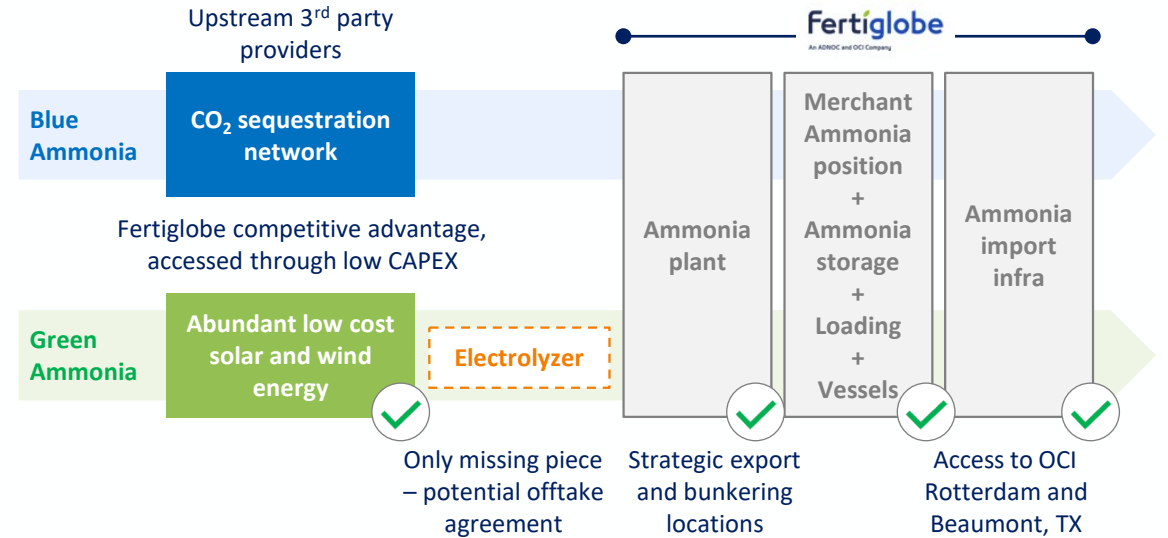 Upstream 3rd party
providers
Fertiglobe
An ADNOC and OCI Company
Blue
Ammonia
CO2 sequestration
network
Fertiglobe competitive advantage,
accessed through low CAPEX
Green
Ammonia
Abundant low cost
solar and wind
energy
Electrolyzer
Ammonia
plant
Merchant
Ammonia
position
+
Ammonia
storage
+
Loading
+
Vessels
Ammonia
import
infra
Only missing piece
– potential offtake
agreement
Strategic export
and bunkering
locations
Access to OCI
Rotterdam and
Beaumont, TX